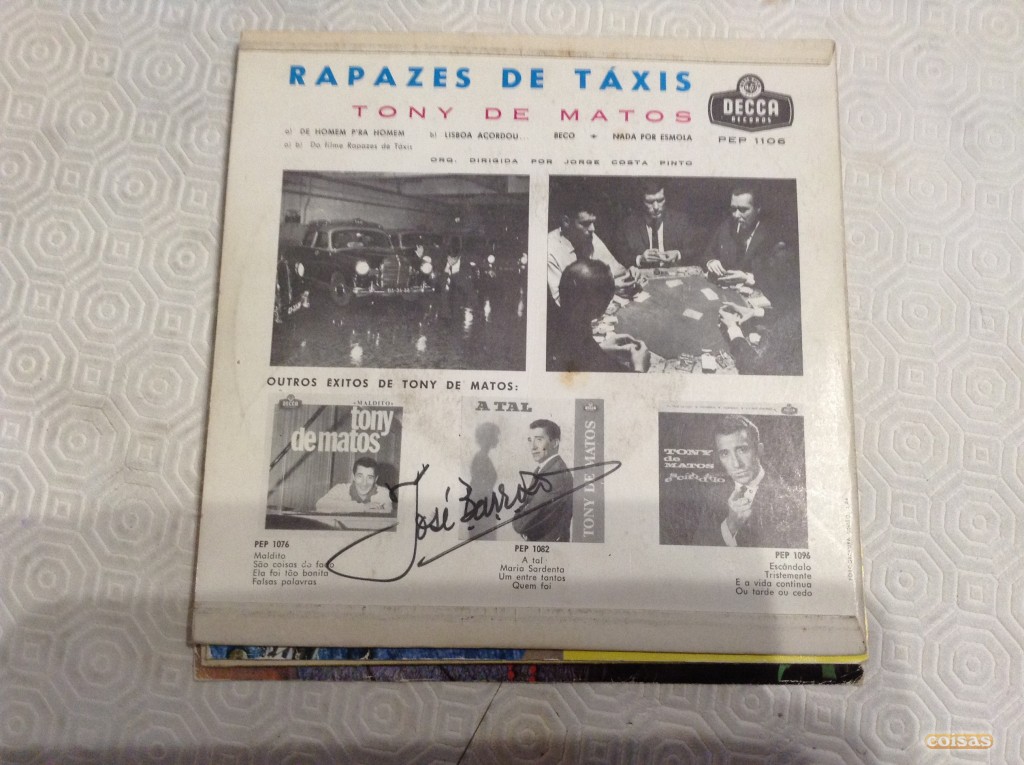 RAPAZES DE TÁXIS
TONY DE MATOS
DECCA
RECORDS
PEP 1106
a) DE HOMEM P'RA HOMEM b) LISBOA ACORDOU... BECO NADA POR ESMOLA
a) b) Do Filme Rapazes de Táxis
ORQ. DIRIGIDA POR JORGE COSTA PINTO
OUTROS ÊXITOS DE TONY DE MATOS:
DECCA
«MALDITO»
tony
de matos
A TAL
TONY DE MATOS
TONY
de
MATOS
José Barroso
PEP 1076
Maldito
São coisas do fado
Ela foi tão bonita
Falsas palavras
PEP 1082
A tal
Maria Sardenta
Um entre tantos
Quem foi
PEP 1096
Escândalo
Tristemente
E a vida continua
Ou tarde ou cedo
coisas